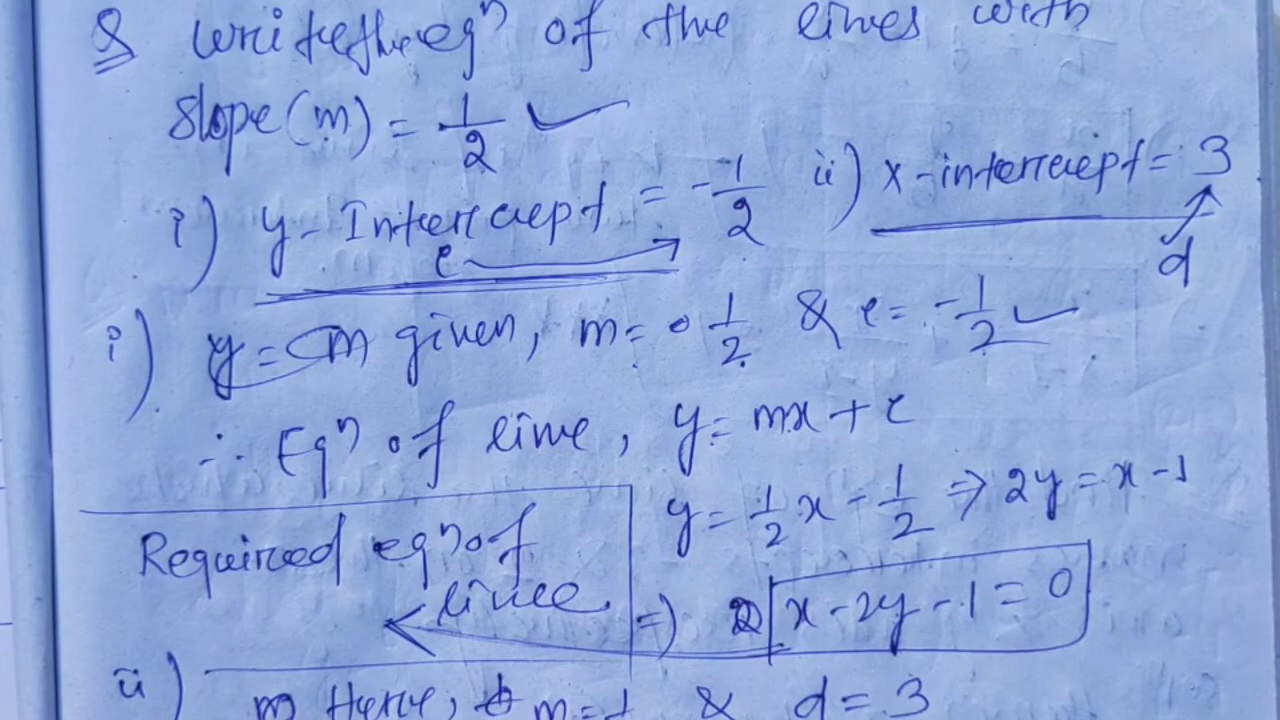 Q write the eqⁿ of the lines with
slope(m) = 1/2
i) y-Intercept = -1/2 ii) x-intercept = 3
c d
i) given, m = 1/2 & c = -1/2
∴ Eqⁿ of line, y = mx + c
y = 1/2 x - 1/2 ⇒ 2y = x - 1
Required eqⁿ of
line
⇒ x - 2y - 1 = 0
ii) Here, m = 1 & d = 3